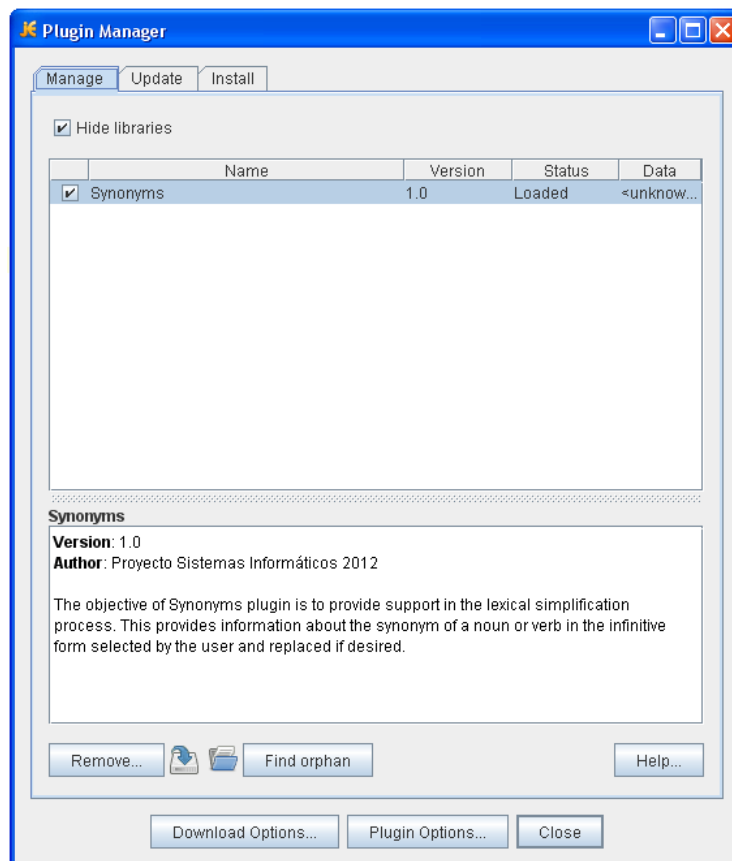 Plugin Manager
Manage Update Install
Hide libraries
Name Version Status Data
Synonyms 1.0 Loaded <unknow...
Synonyms
Version: 1.0
Author: Proyecto Sistemas Informáticos 2012
The objective of Synonyms plugin is to provide support in the lexical simplification
process. This provides information about the synonym of a noun or verb in the infinitive
form selected by the user and replaced if desired.
Remove... Find orphan Help...
Download Options... Plugin Options... Close